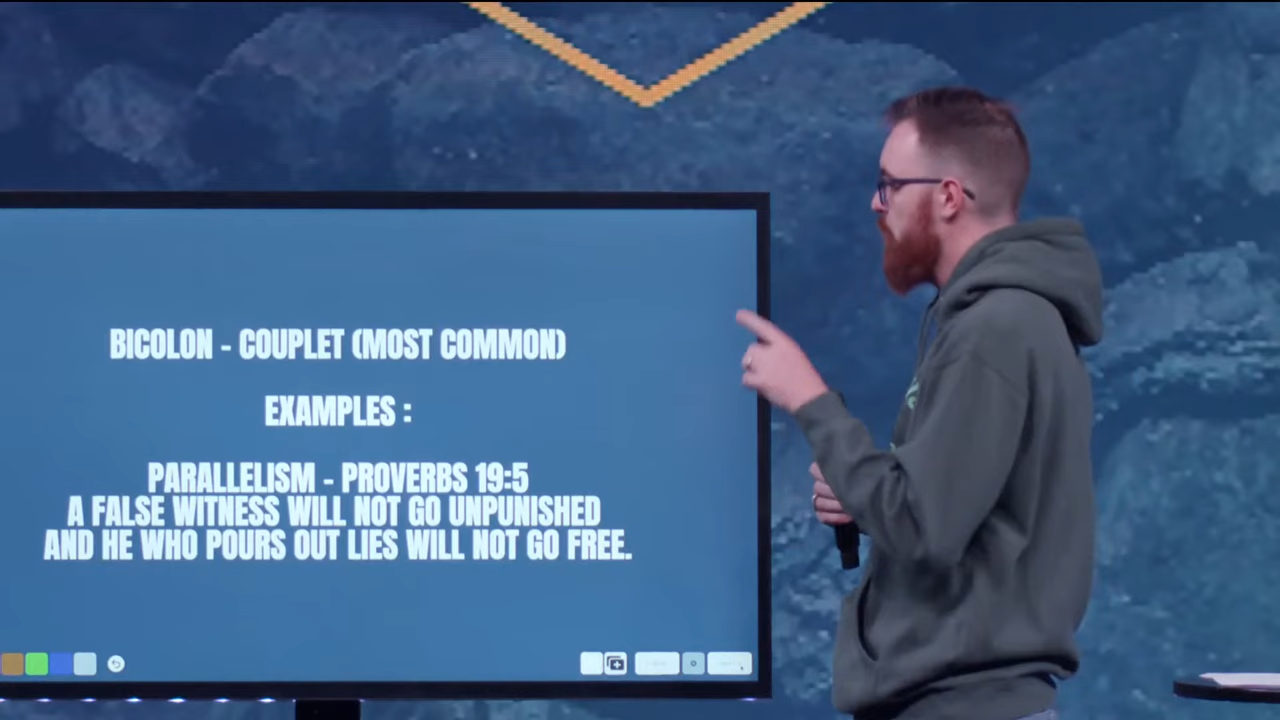 BICOLON - COUPLET (MOST COMMON)
EXAMPLES :
PARALLELISM - PROVERBS 19:5
A FALSE WITNESS WILL NOT GO UNPUNISHED
AND HE WHO POURS OUT LIES WILL NOT GO FREE.